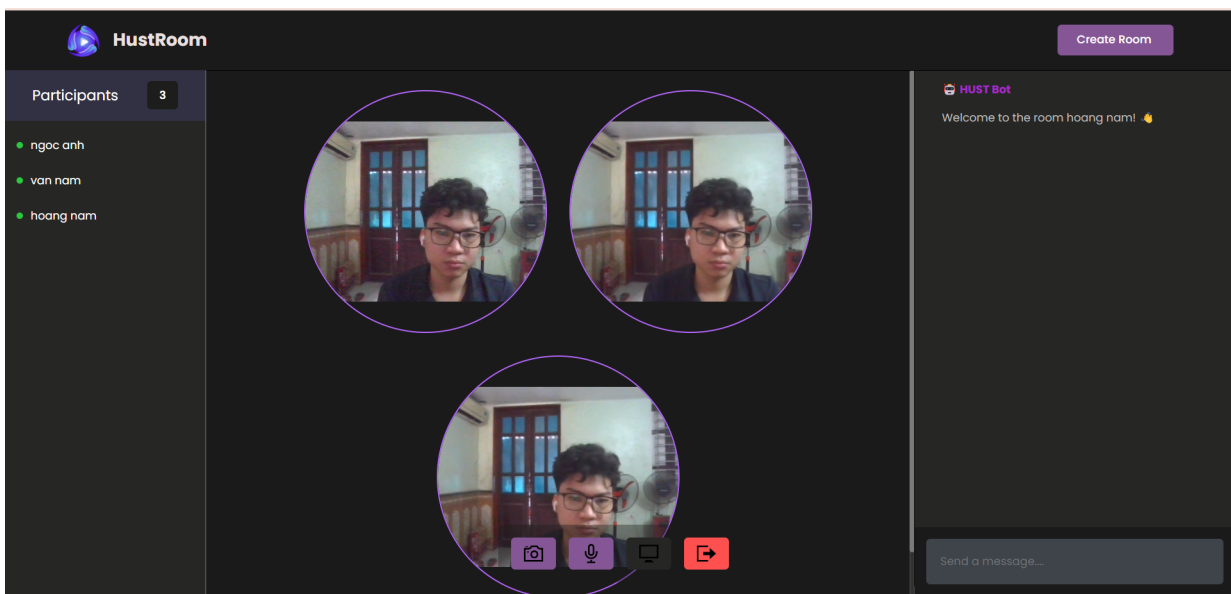 HustRoom
Create Room
Participants 3
ngoc anh
van nam
hoang nam
HUST Bot
Welcome to the room hoang nam! 👋
Send a message....